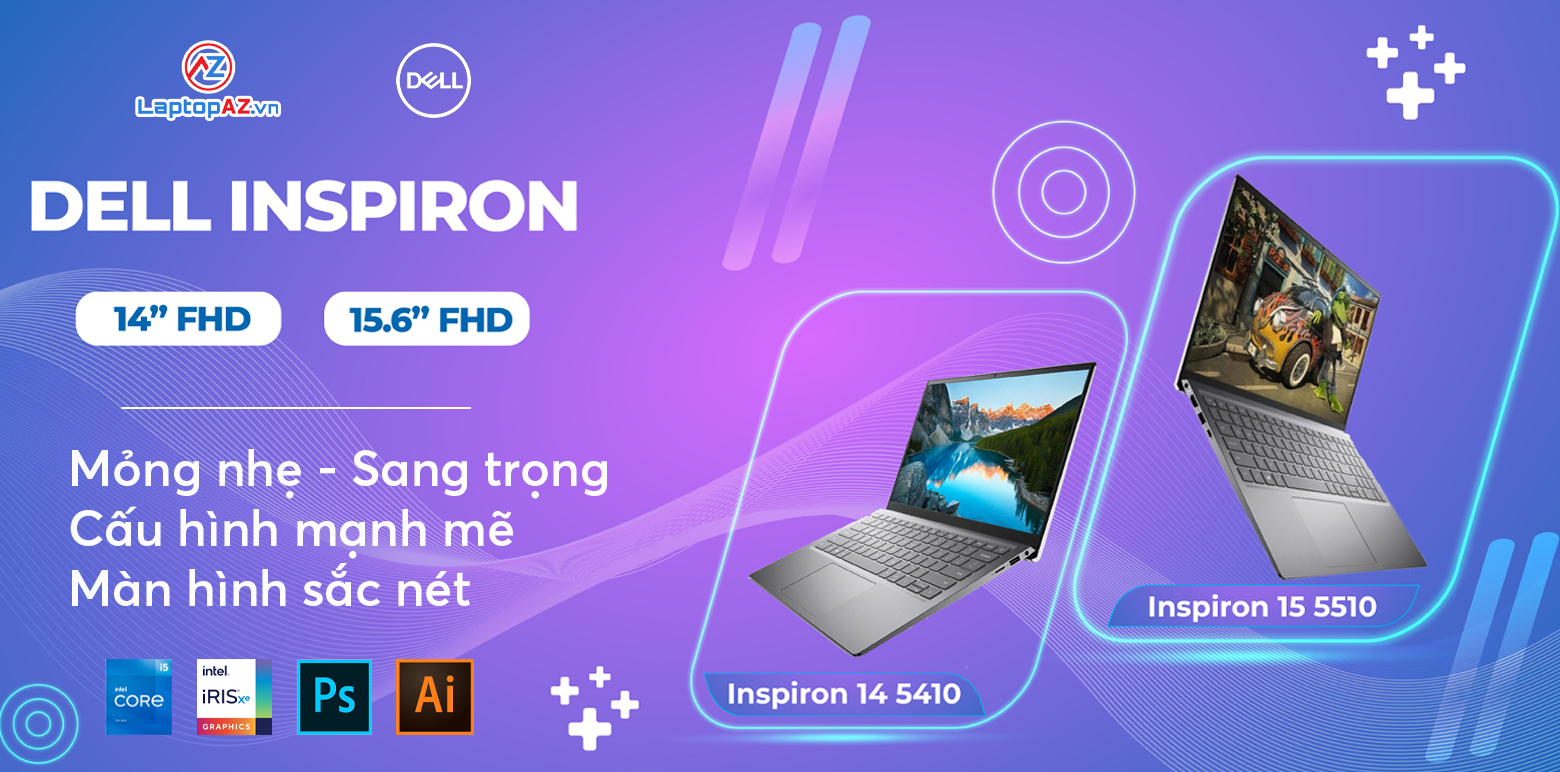 AZ
LaptopAZ.vn
DELL
DELL INSPIRON
14” FHD
15.6” FHD
Mỏng nhẹ - Sang trọng
Cấu hình mạnh mẽ
Màn hình sắc nét
intel
CORE
i5
intel.
iRISxe
GRAPHICS
Ps
Ai
Inspiron 14 5410
Inspiron 15 5510